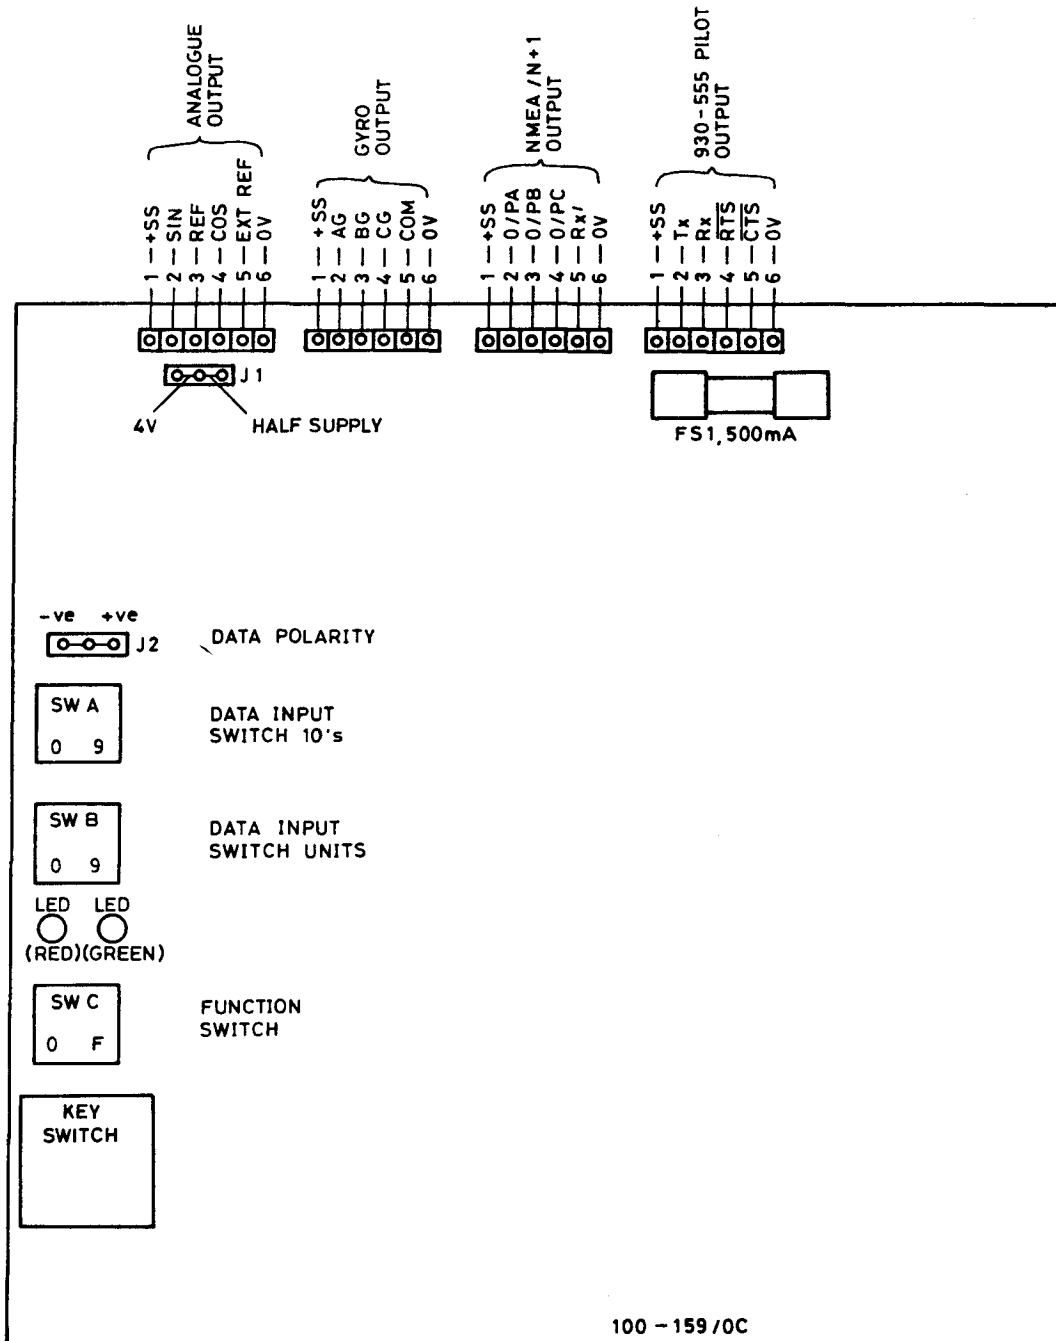 ANALOGUE
OUTPUT
GYRO
OUTPUT
NMEA/N+1
OUTPUT
930-555 PILOT
OUTPUT
1 — +SS
2 — SIN
3 — REF
4 — COS
5 — EXT REF
6 — 0V
1 — +SS
2 — AG
3 — BG
4 — CG
5 — COM
6 — 0V
1 — +SS
2 — O/PA
3 — O/PB
4 — O/PC
5 — Rx'
6 — 0V
1 — +SS
2 — Tx
3 — Rx
4 — R̅T̅S̅
5 — C̅T̅S̅
6 — 0V
J1
4V
HALF SUPPLY
FS1, 500mA
-ve +ve
J2
DATA POLARITY
SW A
0 9
DATA INPUT
SWITCH 10's
SW B
0 9
DATA INPUT
SWITCH UNITS
LED LED
(RED)(GREEN)
SW C
0 F
FUNCTION
SWITCH
KEY
SWITCH
100-159/0C